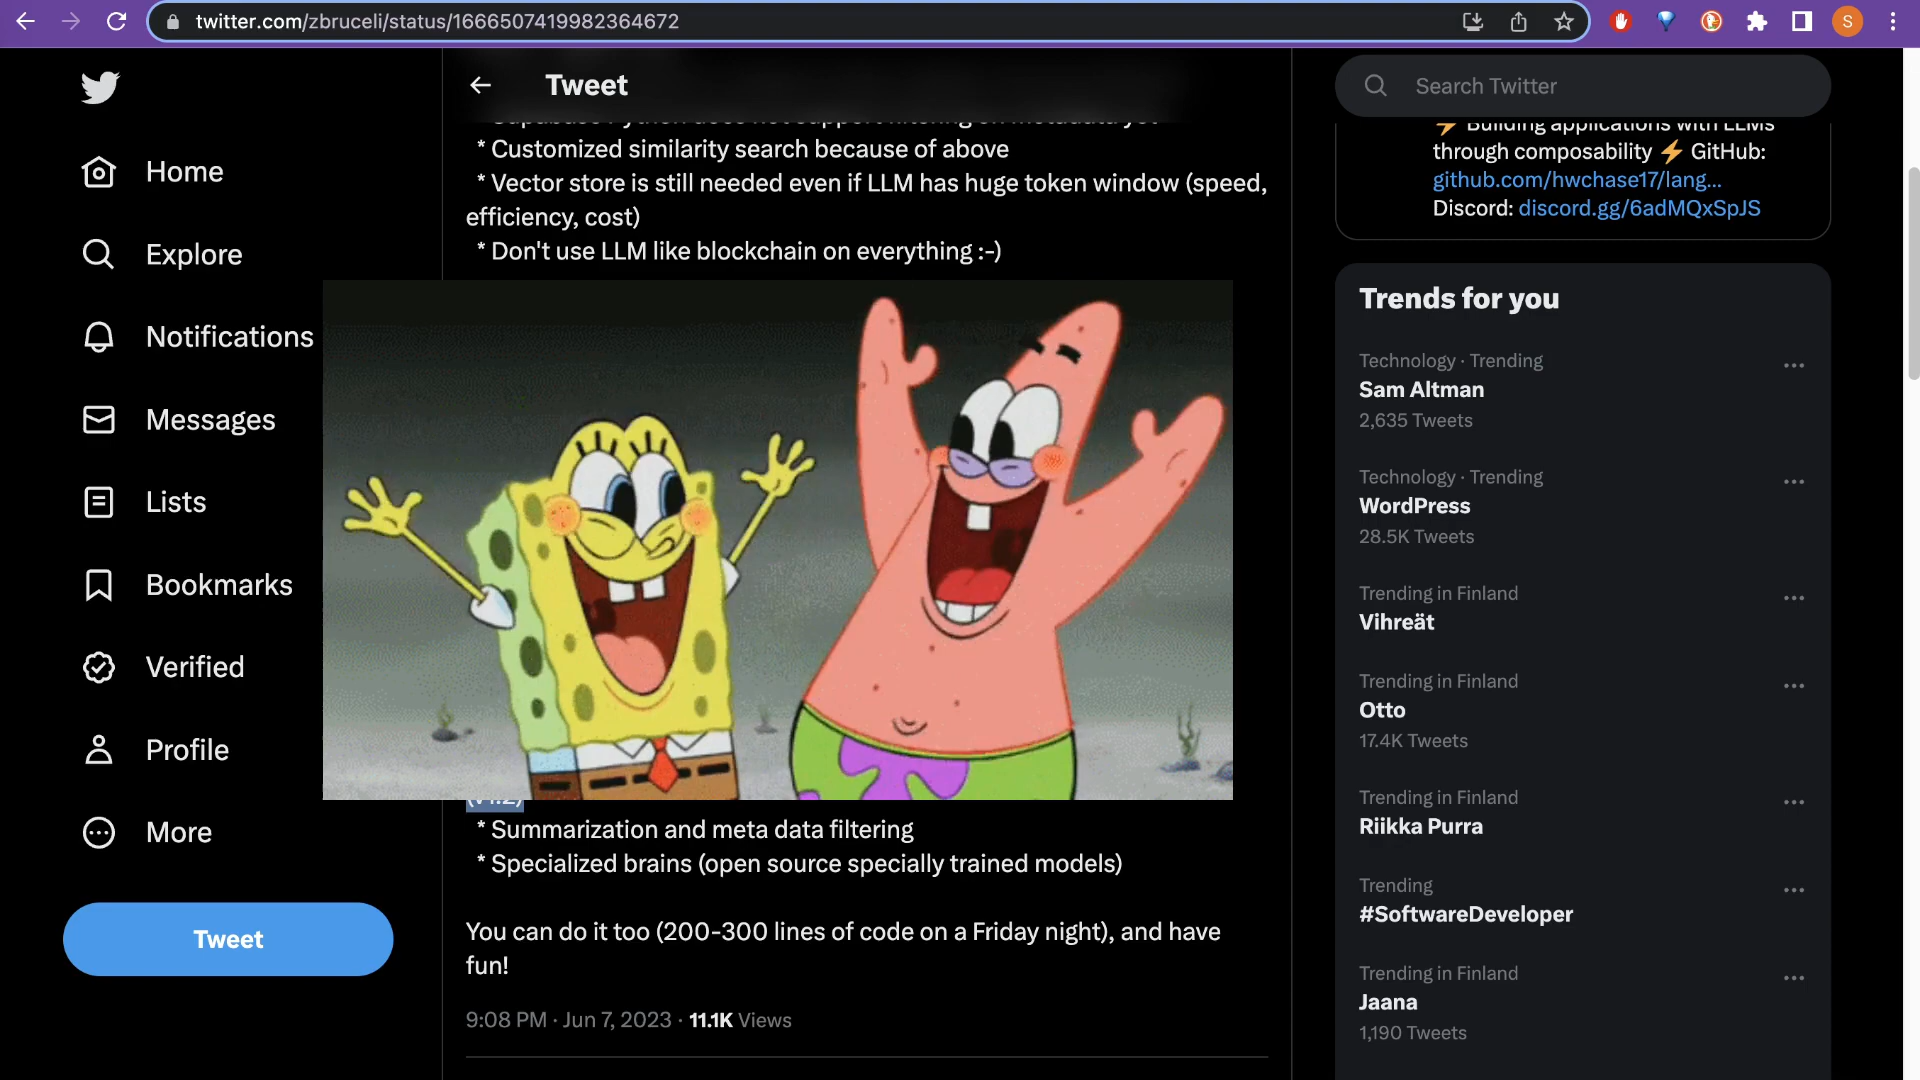 twitter.com/zbruceli/status/1666507419982364672
S
Tweet
Search Twitter
Home
Explore
Notifications
Messages
Lists
Bookmarks
Verified
Profile
More
Tweet
* Customized similarity search because of above
* Vector store is still needed even if LLM has huge token window (speed,
efficiency, cost)
* Don't use LLM like blockchain on everything :-)
* Summarization and meta data filtering
* Specialized brains (open source specially trained models)
You can do it too (200-300 lines of code on a Friday night), and have
fun!
9:08 PM · Jun 7, 2023 · 11.1K Views
⚡ Building applications with LLMs
through composability ⚡ GitHub:
github.com/hwchase17/lang...
Discord: discord.gg/6adMQxSpJS
Trends for you
Technology · Trending
Sam Altman
2,635 Tweets
Technology · Trending
WordPress
28.5K Tweets
Trending in Finland
Vihreät
Trending in Finland
Otto
17.4K Tweets
Trending in Finland
Riikka Purra
Trending
#SoftwareDeveloper
Trending in Finland
Jaana
1,190 Tweets